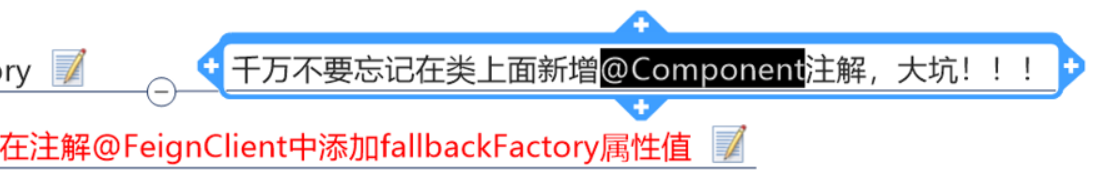 ory
千万不要忘记在类上面新增@Component注解，大坑！！！
在注解@FeignClient中添加fallbackFactory属性值